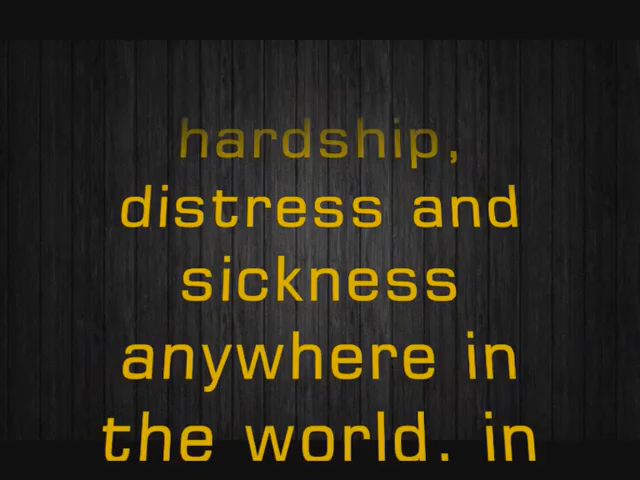 hardship,
distress and
sickness
anywhere in
the world. in